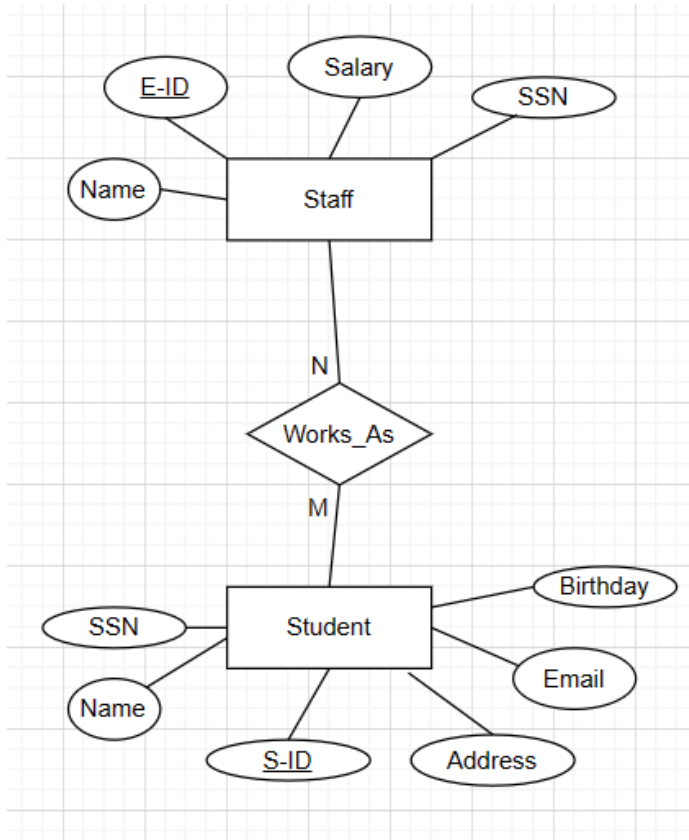 Salary
E-ID
SSN
Name
Staff
N
Works_As
M
Birthday
SSN
Student
Email
Name
S-ID
Address